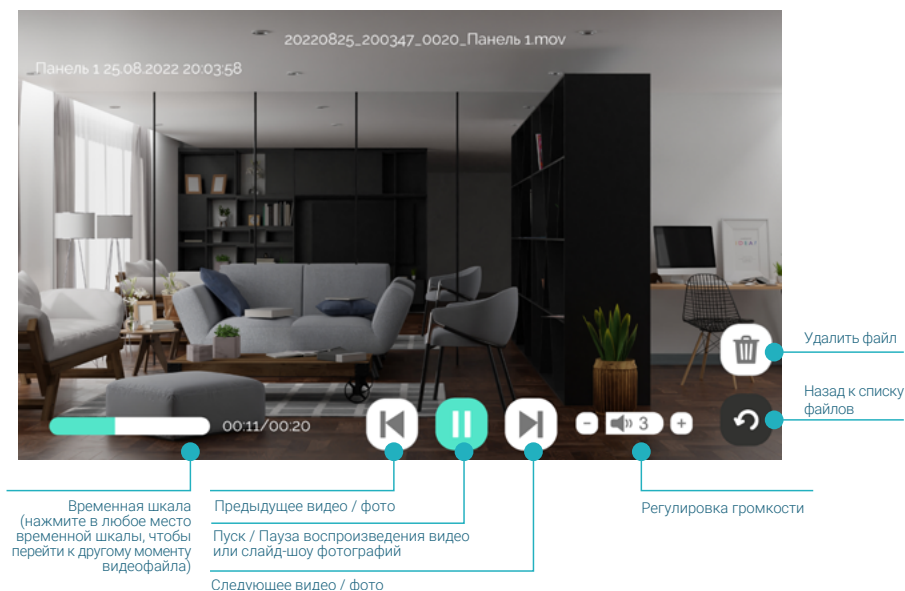 20220825_200347_0020_Панель 1.mov
Панель 1 25.08.2022 20:03:58
Удалить файл
Назад к списку
файлов
00:11/00:20
3
Временная шкала
(нажмите в любое место
временной шкалы, чтобы
перейти к другому моменту
видеофайла)
Предыдущее видео / фото
Пуск / Пауза воспроизведения видео
или слайд-шоу фотографий
Следующее видео / фото
Регулировка громкости